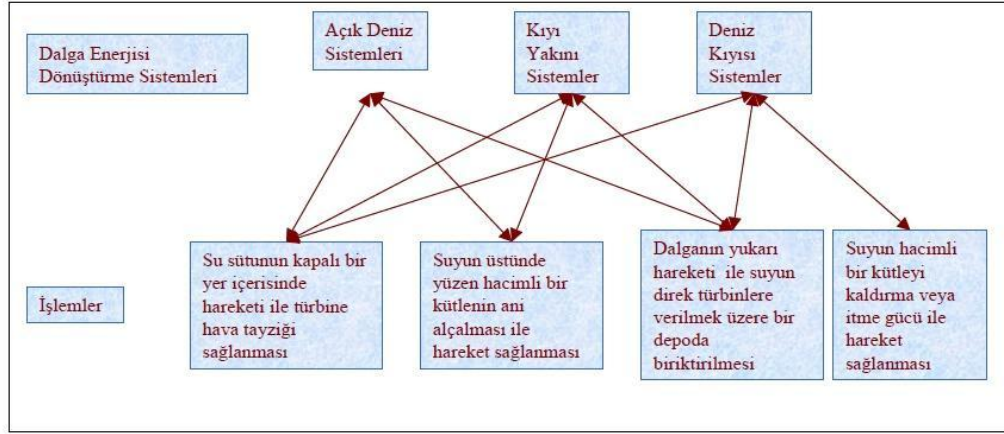 Dalga Enerjisi
Dönüştürme Sistemleri
Açık Deniz
Sistemleri
Kıyı
Yakını
Sistemler
Deniz
Kıyısı
Sistemler
İşlemler
Su sütunun kapalı bir
yer içerisinde
hareketi ile türbine
hava tayziği
sağlanması
Suyun üstünde
yüzen hacimli bir
kütlenin ani
alçalması ile
hareket sağlanması
Dalganın yukarı
hareketi ile suyun
direk türbinlere
verilmek üzere bir
depoda
biriktirilmesi
Suyun hacimli
bir kütleyi
kaldırma veya
itme gücü ile
hareket
sağlanması